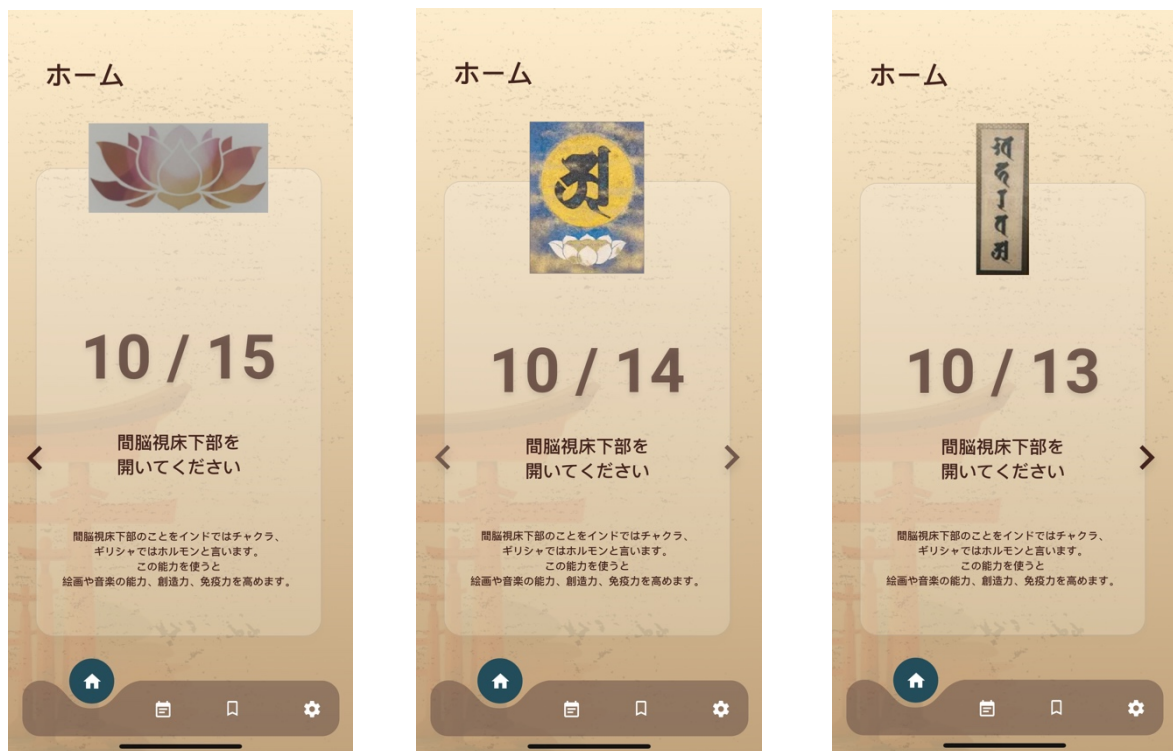 ホーム
10 / 15
間脳視床下部を
開いてください
間脳視床下部のことをインドではチャクラ、
ギリシャではホルモンと言います。
この能力を使うと
絵画や音楽の能力、創造力、免疫力を高めます。
ホーム
10 / 14
間脳視床下部を
開いてください
間脳視床下部のことをインドではチャクラ、
ギリシャではホルモンと言います。
この能力を使うと
絵画や音楽の能力、創造力、免疫力を高めます。
ホーム
10 / 13
間脳視床下部を
開いてください
間脳視床下部のことをインドではチャクラ、
ギリシャではホルモンと言います。
この能力を使うと
絵画や音楽の能力、創造力、免疫力を高めます。